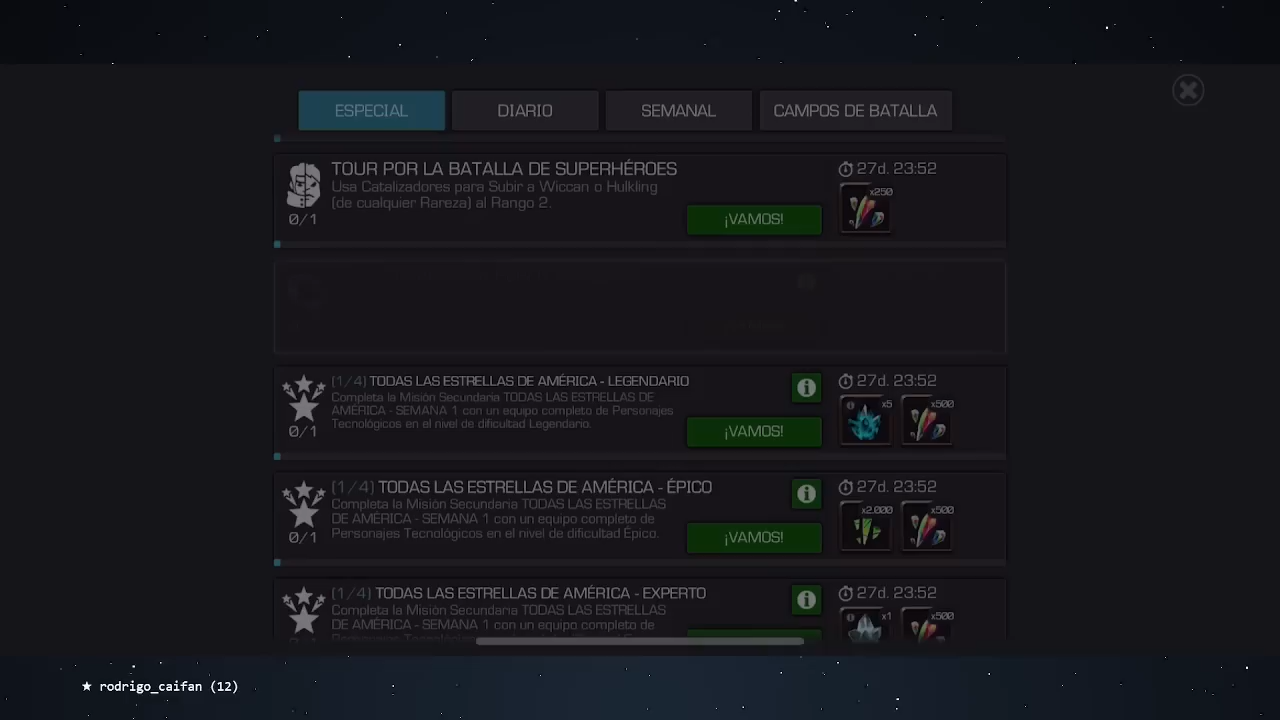 ESPECIAL
DIARIO
SEMANAL
CAMPOS DE BATALLA
TOUR POR LA BATALLA DE SUPERHÉROES
Usa Catalizadores para Subir a Wiccan o Hulkling
(de cualquier Rareza) al Rango 2.
0/1
¡VAMOS!
27d. 23:52
x250
(1/4) TODAS LAS ESTRELLAS DE AMÉRICA - LEGENDARIO
Completa la Misión Secundaria TODAS LAS ESTRELLAS DE
AMÉRICA - SEMANA 1 con un equipo completo de Personajes
Tecnológicos en el nivel de dificultad Legendario.
0/1
¡VAMOS!
27d. 23:52
x5
x500
(1/4) TODAS LAS ESTRELLAS DE AMÉRICA - ÉPICO
Completa la Misión Secundaria TODAS LAS ESTRELLAS
DE AMÉRICA - SEMANA 1 con un equipo completo de
Personajes Tecnológicos en el nivel de dificultad Épico.
0/1
¡VAMOS!
27d. 23:52
x2.000
x500
(1/4) TODAS LAS ESTRELLAS DE AMÉRICA - EXPERTO
Completa la Misión Secundaria TODAS LAS ESTRELLAS
DE AMÉRICA - SEMANA 1 con un equipo completo de
27d. 23:52
x1
x500
★ rodrigo_caifan (12)